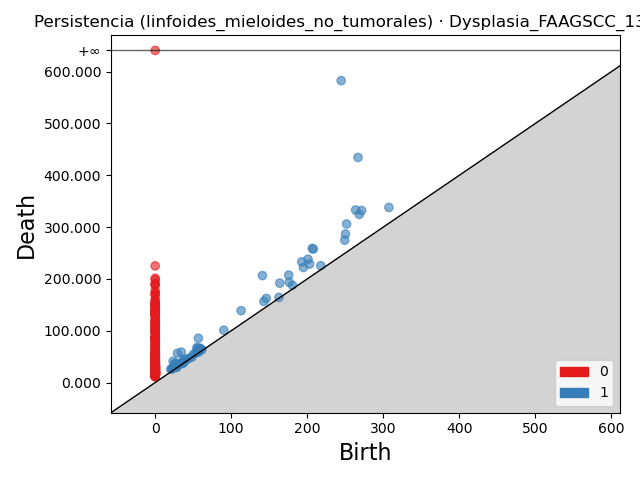 Persistencia (linfoides_mieloides_no_tumorales) · Dysplasia_FAAGSCC_13
+∞
600.000
500.000
400.000
300.000
200.000
100.000
0.000
Death
0
1
0 100 200 300 400 500 600
Birth